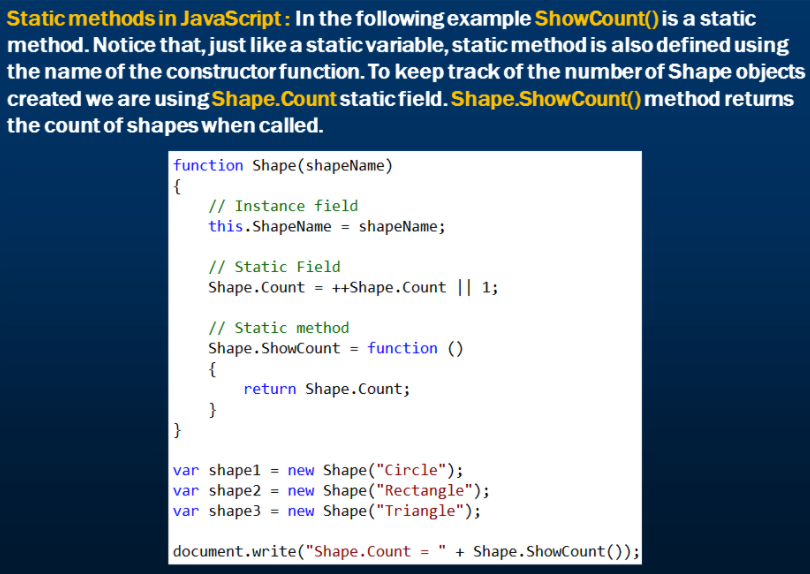 Static methods in JavaScript : In the following example ShowCount() is a static
method. Notice that, just like a static variable, static method is also defined using
the name of the constructor function. To keep track of the number of Shape objects
created we are using Shape.Count static field. Shape.ShowCount() method returns
the count of shapes when called.
function Shape(shapeName)
{
    // Instance field
    this.ShapeName = shapeName;

    // Static Field
    Shape.Count = ++Shape.Count || 1;

    // Static method
    Shape.ShowCount = function ()
    {
        return Shape.Count;
    }
}

var shape1 = new Shape("Circle");
var shape2 = new Shape("Rectangle");
var shape3 = new Shape("Triangle");

document.write("Shape.Count = " + Shape.ShowCount());